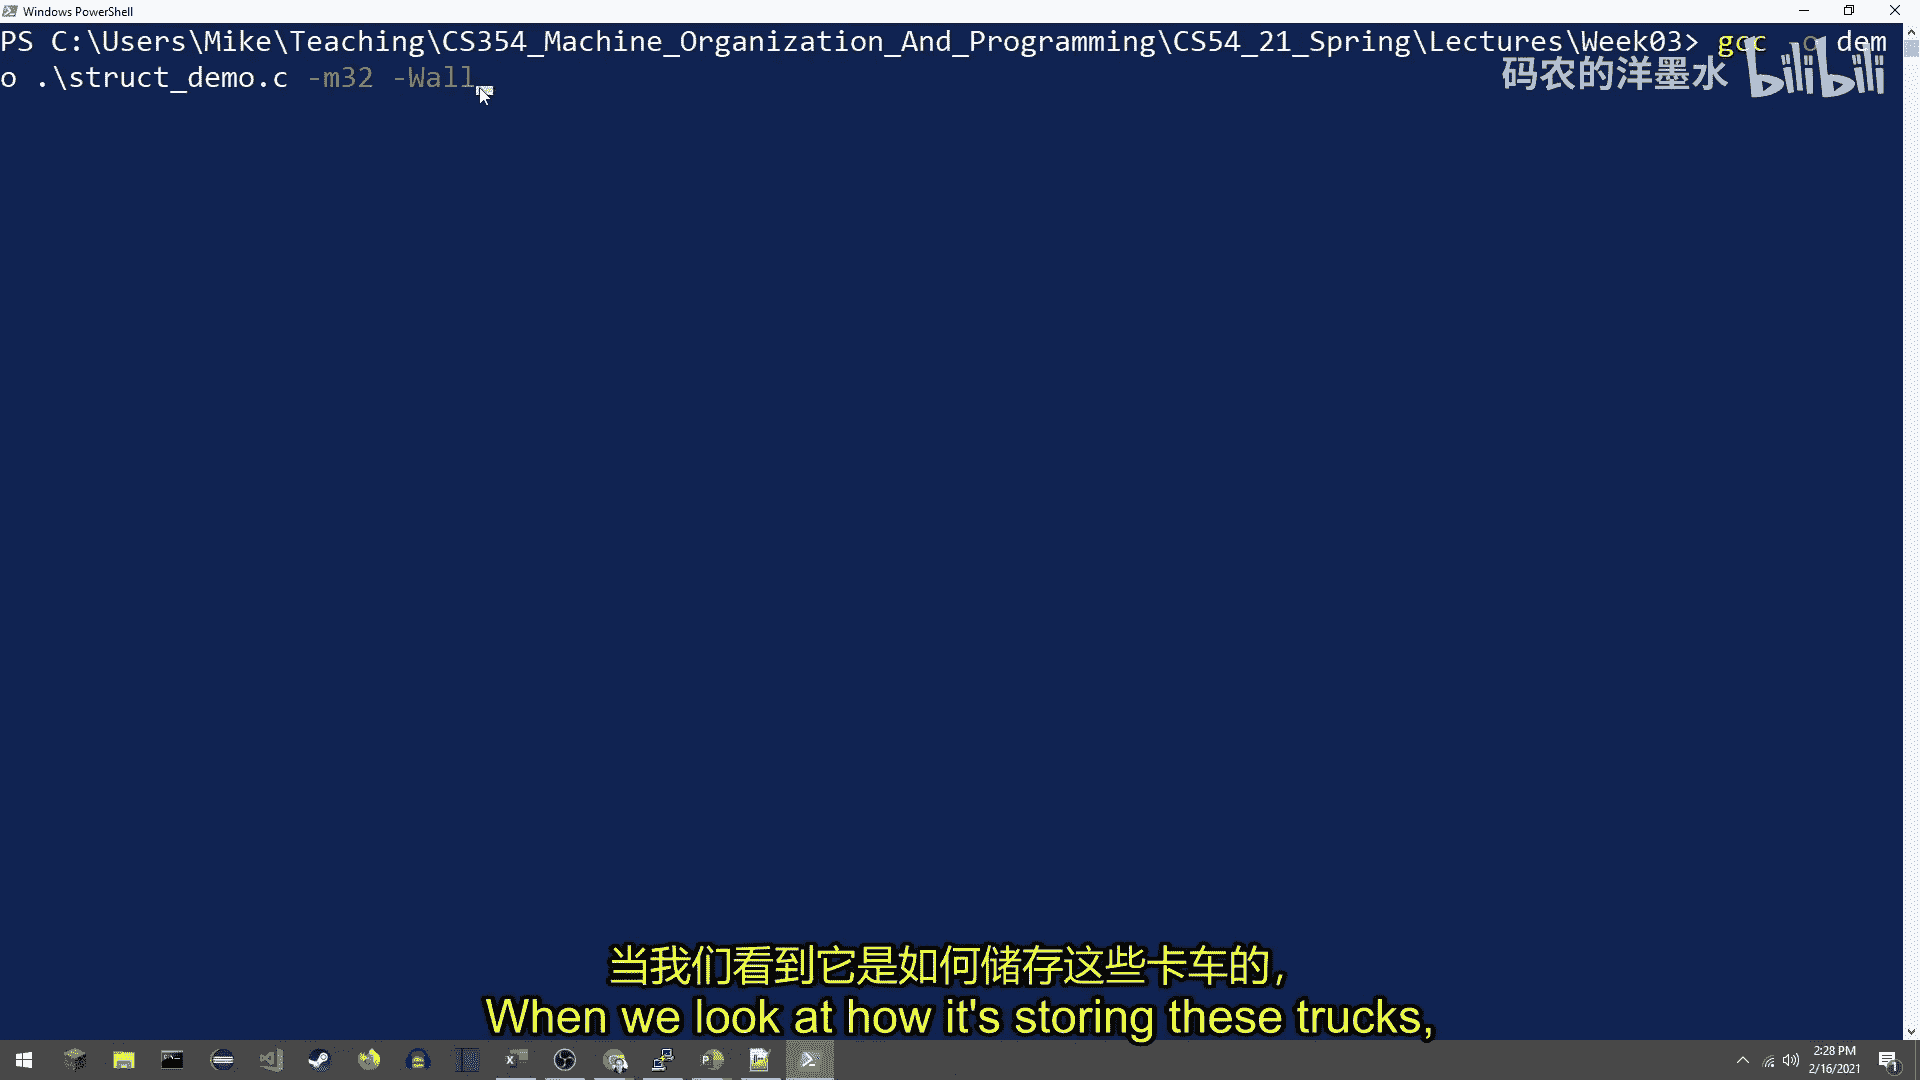 Windows PowerShell
PS C:\Users\Mike\Teaching\CS354_Machine_Organization_And_Programming\CS54_21_Spring\Lectures\Week03> gcc -o dem
o .\struct_demo.c -m32 -Wall
码农的洋墨水 bilibili
当我们看到它是如何储存这些卡车的，
When we look at how it's storing these trucks,
2:28 PM
2/16/2021